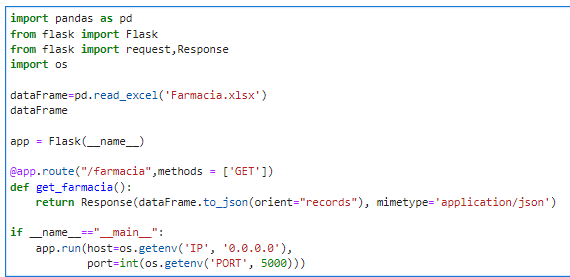 import pandas as pd
from flask import Flask
from flask import request,Response
import os

dataFrame=pd.read_excel('Farmacia.xlsx')
dataFrame

app = Flask(__name__)

@app.route("/farmacia",methods = ['GET'])
def get_farmacia():
    return Response(dataFrame.to_json(orient="records"), mimetype='application/json')

if __name__=="__main__":
    app.run(host=os.getenv('IP', '0.0.0.0'),
            port=int(os.getenv('PORT', 5000)))